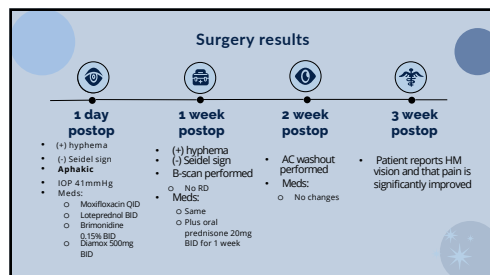 Surgery results
1 day
postop
• (+) hyphema
• (-) Seidel sign
• Aphakic
• IOP 41mmHg
• Meds:
o Moxifloxacin QID
o Loteprednol BID
o Brimonidine
0.15% BID
o Diamox 500mg
BID
1 week
postop
• (+) hyphema
• (-) Seidel sign
• B-scan performed
o No RD
• Meds:
o Same
o Plus oral
prednisone 20mg
BID for 1 week
2 week
postop
• AC washout
performed
• Meds:
o No changes
3 week
postop
• Patient reports HM
vision and that pain is
significantly improved